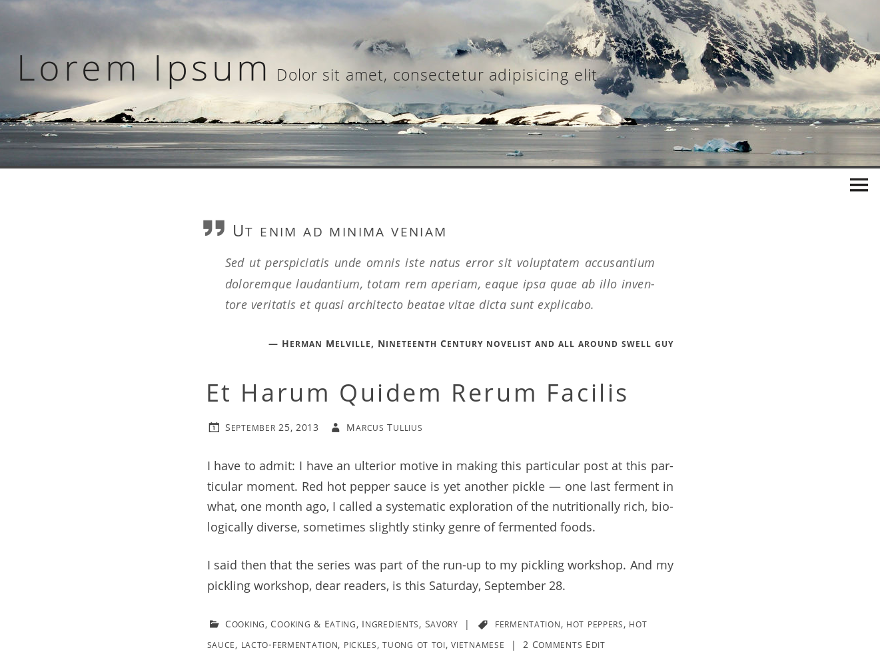 Lorem Ipsum Dolor sit amet, consectetur adipisicing elit
Ut enim ad minima veniam
Sed ut perspiciatis unde omnis iste natus error sit voluptatem accusantium
doloremque laudantium, totam rem aperiam, eaque ipsa quae ab illo inven-
tore veritatis et quasi architecto beatae vitae dicta sunt explicabo.
— Herman Melville, Nineteenth Century novelist and all around swell guy
Et Harum Quidem Rerum Facilis
September 25, 2013 Marcus Tullius
I have to admit: I have an ulterior motive in making this particular post at this par-
ticular moment. Red hot pepper sauce is yet another pickle — one last ferment in
what, one month ago, I called a systematic exploration of the nutritionally rich, bio-
logically diverse, sometimes slightly stinky genre of fermented foods.
I said then that the series was part of the run-up to my pickling workshop. And my
pickling workshop, dear readers, is this Saturday, September 28.
Cooking, Cooking & Eating, Ingredients, Savory | fermentation, hot peppers, hot
sauce, lacto-fermentation, pickles, tuong ot toi, vietnamese | 2 Comments Edit